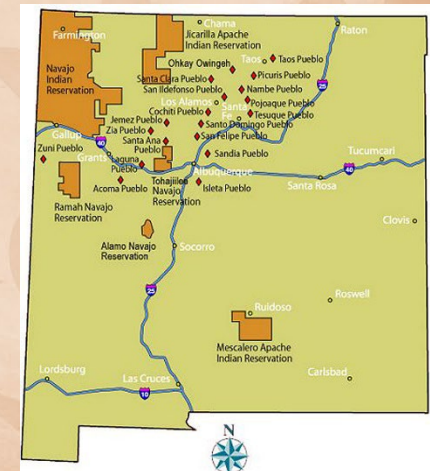 Chama
Raton
Farmington
Jicarilla Apache
Indian Reservation
Taos
Taos Pueblo
Ohkay Owingeh
Navajo
Indian
Reservation
Picuris Pueblo
Santa Clara Pueblo
San Ildefonso Pueblo
Nambe Pueblo
25
Los Alamos
Pojoaque Pueblo
Cochiti Pueblo
Santa
Fe
Tesuque Pueblo
Jemez Pueblo
Santo Domingo Pueblo
Gallup
Zia Pueblo
San Felipe Pueblo
40
Santa Ana
Pueblo
Zuni Pueblo
Grants
Sandia Pueblo
Tucumcari
Laguna
Pueblo
Albuquerque
40
Tohajiilee
Navajo
Reservation
Santa Rosa
Acoma Pueblo
Isleta Pueblo
Ramah Navajo
Reservation
Clovis
Alamo Navajo
Reservation
Socorro
25
Roswell
Ruidoso
Mescalero Apache
Indian Reservation
Lordsburg
Las Cruces
Carlsbad
10
N